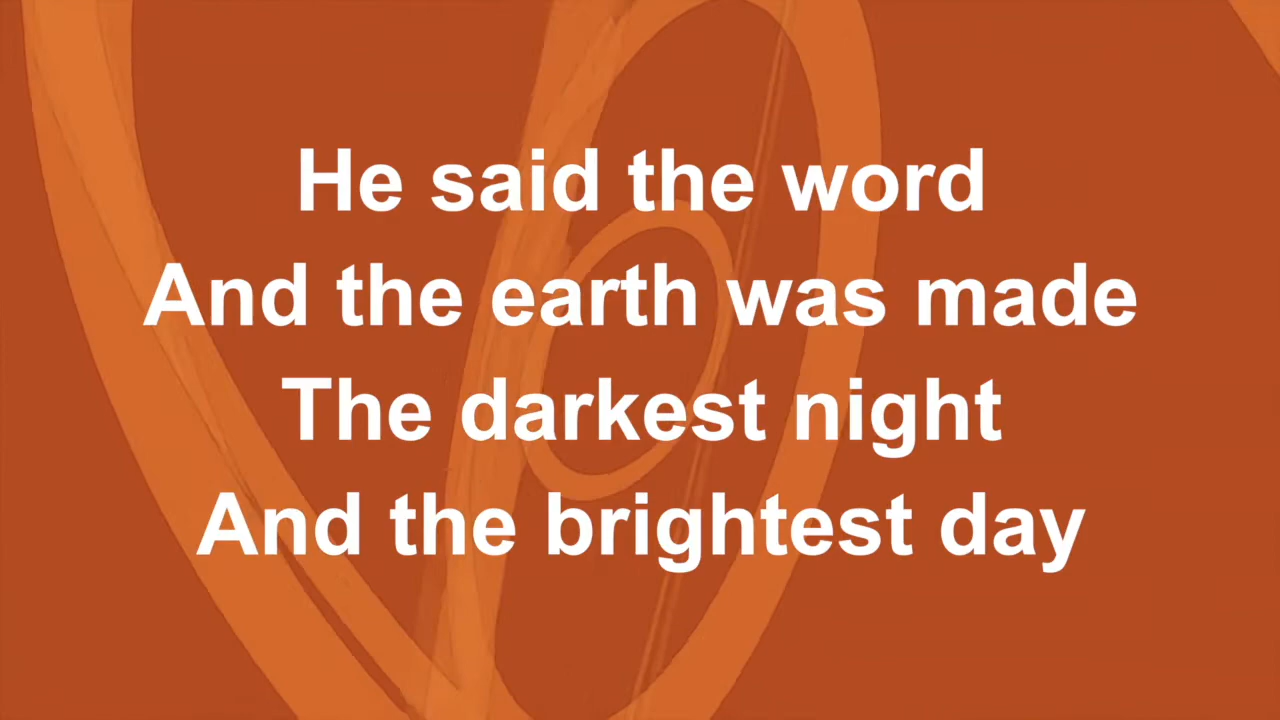 He said the word
And the earth was made
The darkest night
And the brightest day